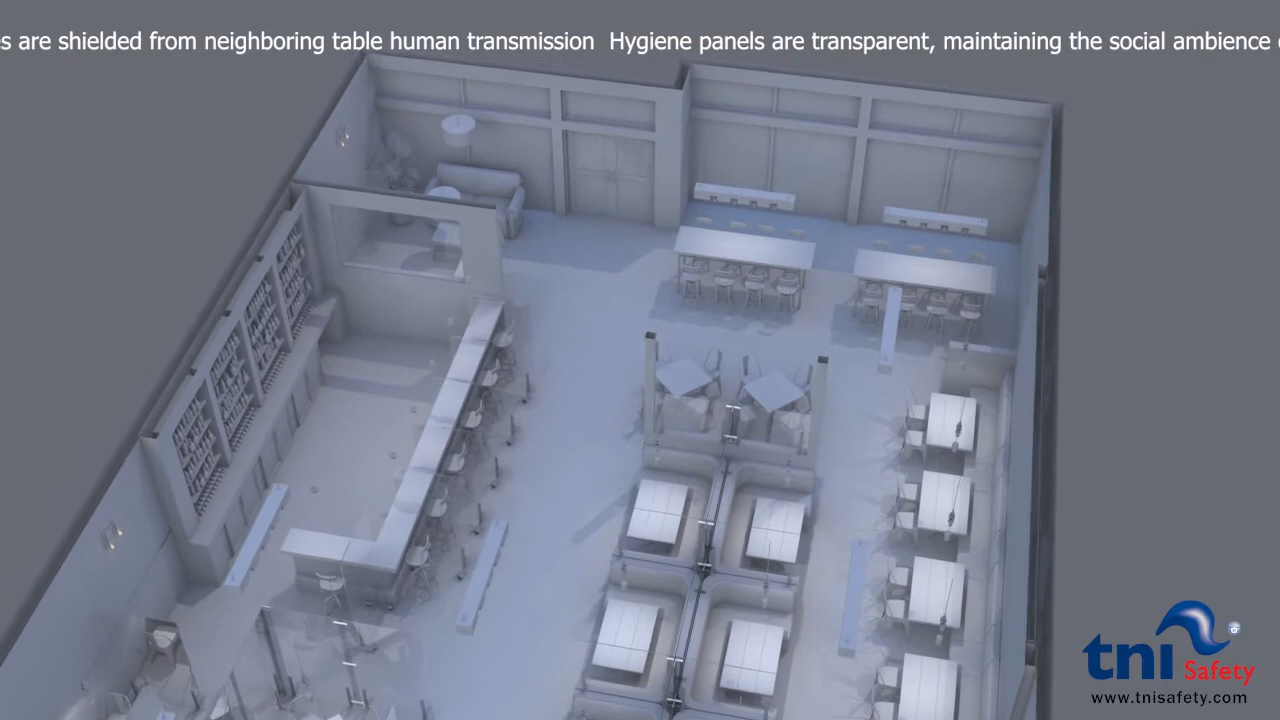 are shielded from neighboring table human transmission Hygiene panels are transparent, maintaining the social ambience
tni Safety
www.tnisafety.com